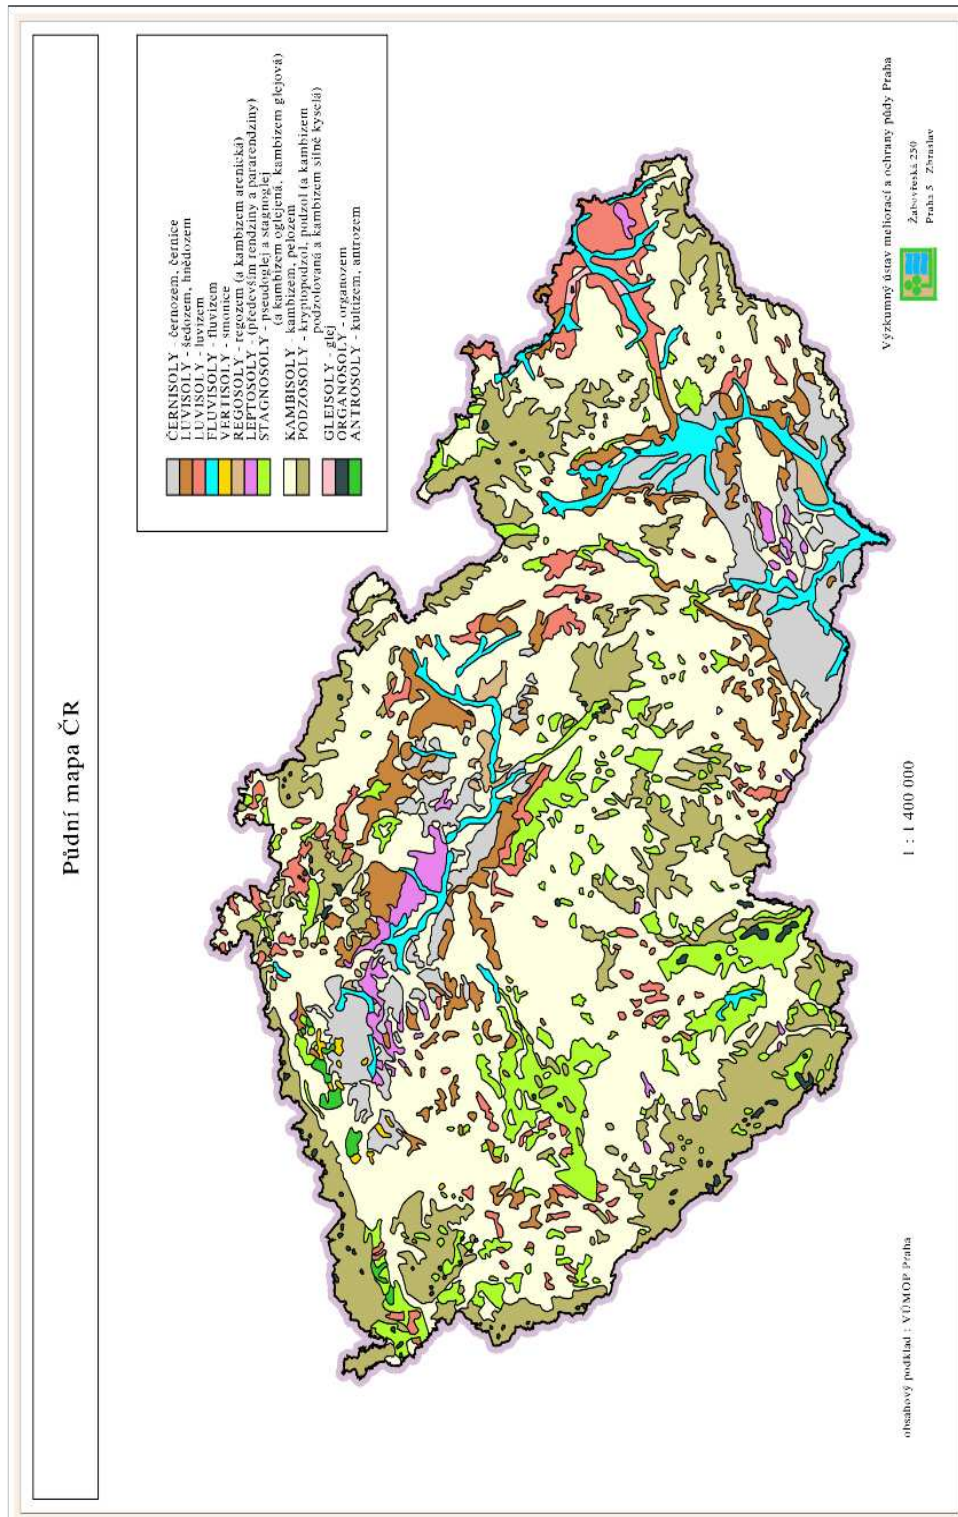 Půdní mapa ČR
ČERNISOLY - černozem, černice
LUVISOLY - šedozem, hnědozem
LUVISOLY - luvizem
FLUVISOLY - fluvizem
VERTISOLY - smonice
REGOSOLY - regozem (a kambizem arenická)
LEPTOSOLY - (především rendziny a pararendziny)
STAGNOSOLY - pseudoglej a stagnoglej
(a kambizem oglejená, kambizem glejová)
KAMBISOLY - kambizem, pelozem
PODZOSOLY - kryptopodzol, podzol (a kambizem
podzolovaná a kambizem silně kyselá)
GLEJSOLY - glej
ORGANOSOLY - organozem
ANTROSOLY - kultizem, antrozem
Výzkumný ústav meliorací a ochrany půdy Praha
Žabovřeská 250
Praha 5 Zbraslav
1 : 1 400 000
obsahový podklad : VÚMOP Praha